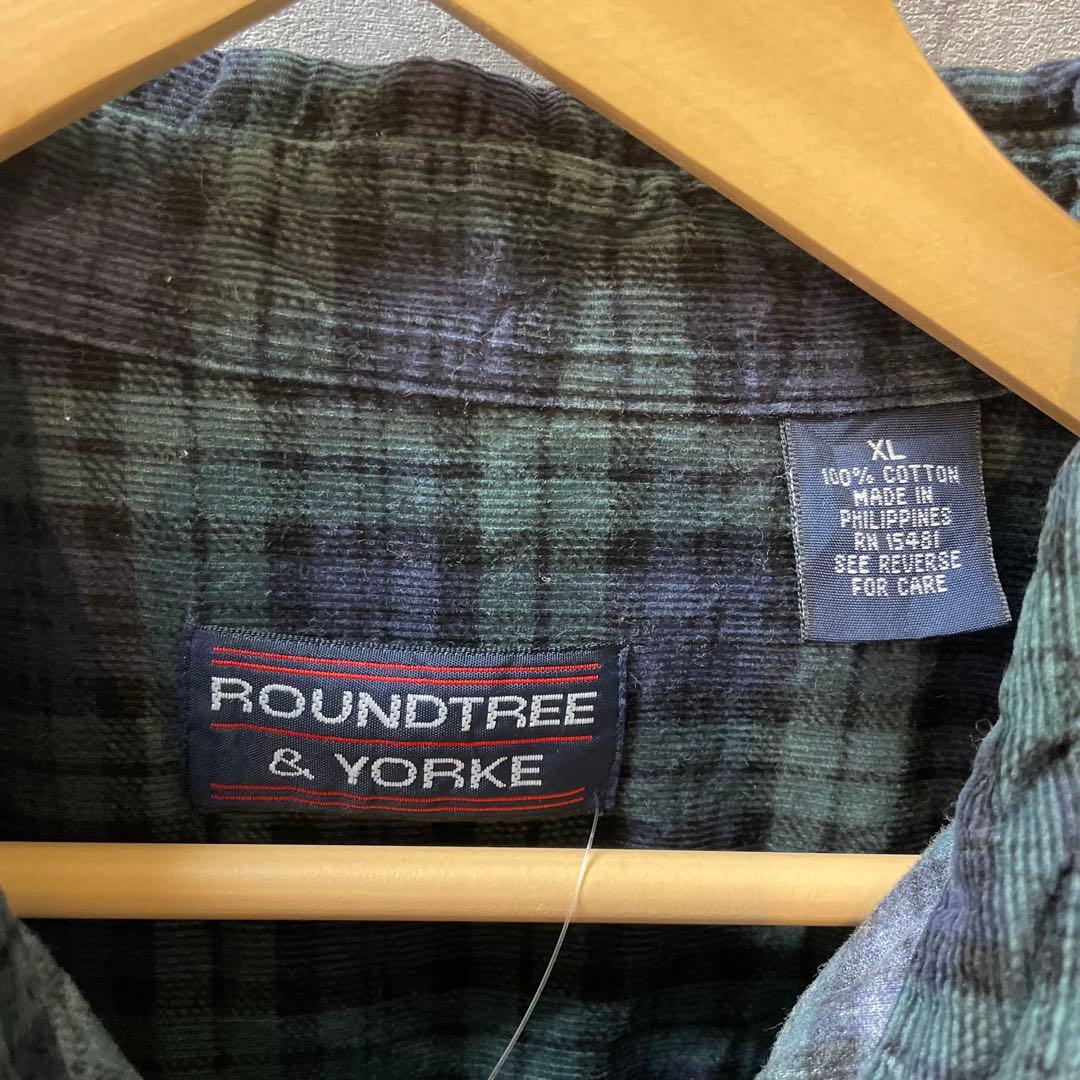 XL
100% COTTON
MADE IN
PHILIPPINES
RN 15481
SEE REVERSE
FOR CARE
ROUNDTREE
& YORKE